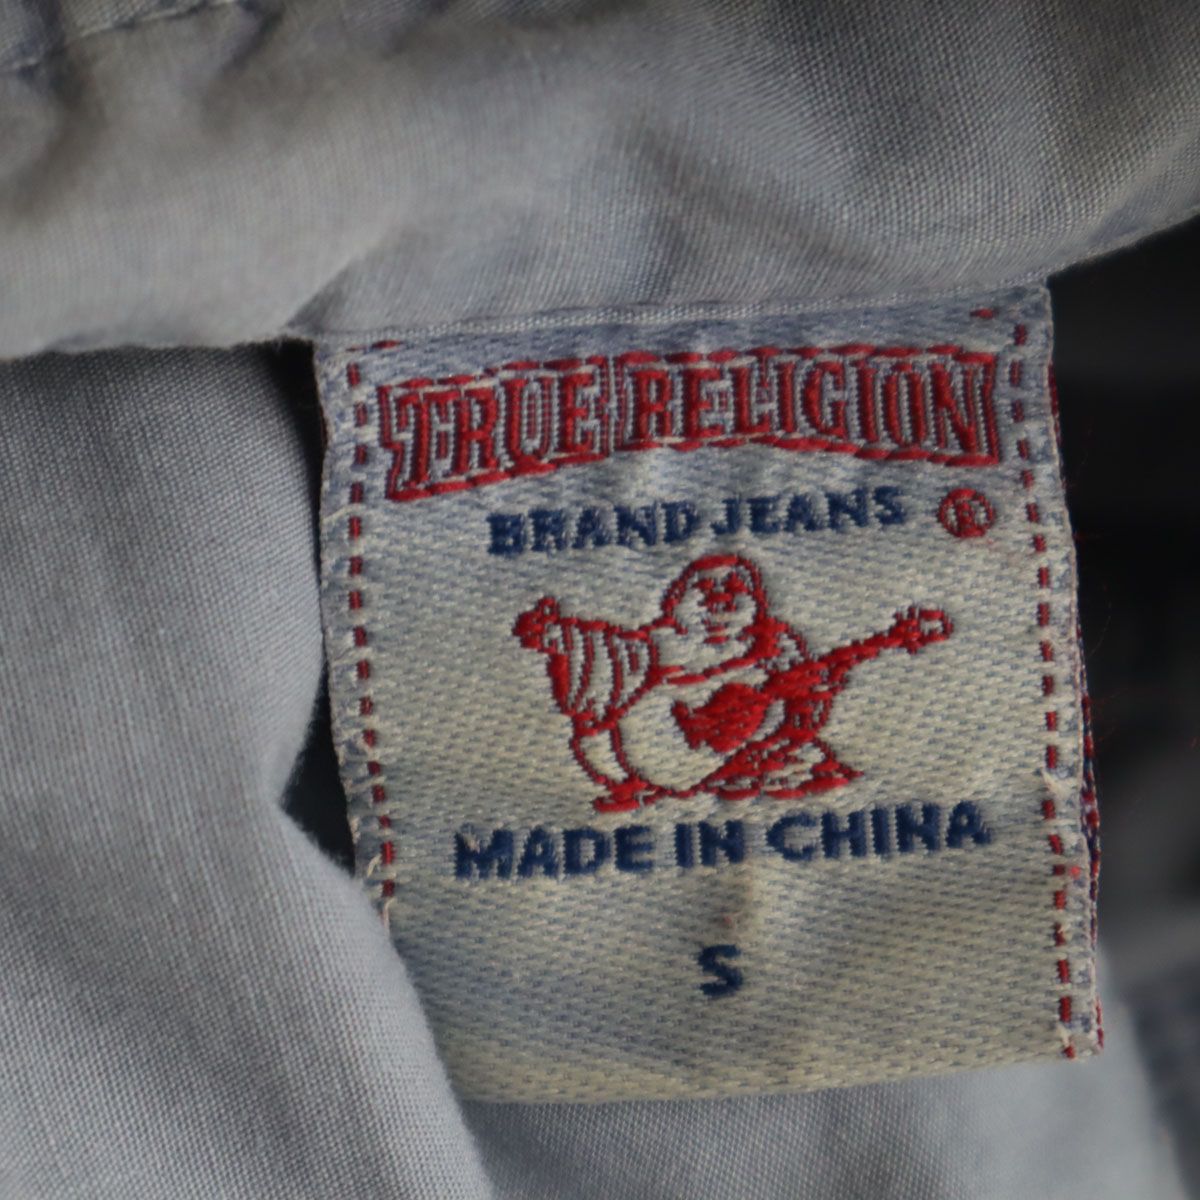 TRUE RELIGION
BRAND JEANS ®
MADE IN CHINA
S